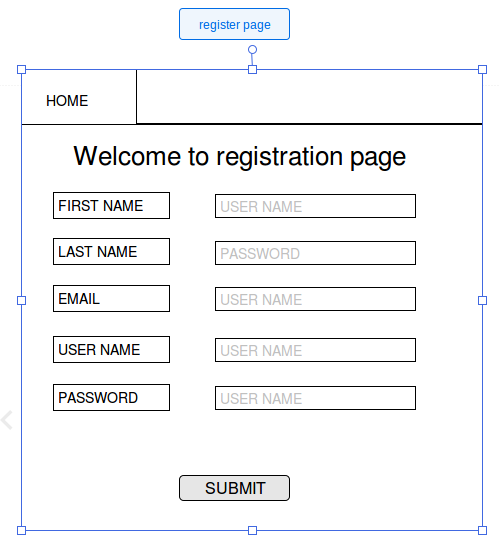 register page
HOME
Welcome to registration page
FIRST NAME USER NAME
LAST NAME PASSWORD
EMAIL USER NAME
USER NAME USER NAME
PASSWORD USER NAME
SUBMIT